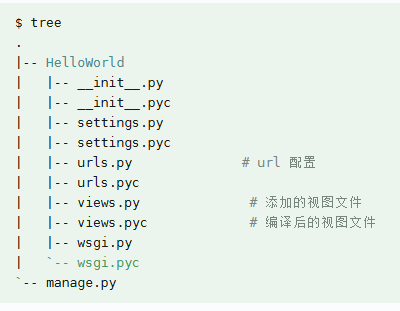 $ tree
.
|-- HelloWorld
|   |-- __init__.py
|   |-- __init__.pyc
|   |-- settings.py
|   |-- settings.pyc
|   |-- urls.py              # url 配置
|   |-- urls.pyc
|   |-- views.py              # 添加的视图文件
|   |-- views.pyc             # 编译后的视图文件
|   |-- wsgi.py
|   `-- wsgi.pyc
`-- manage.py